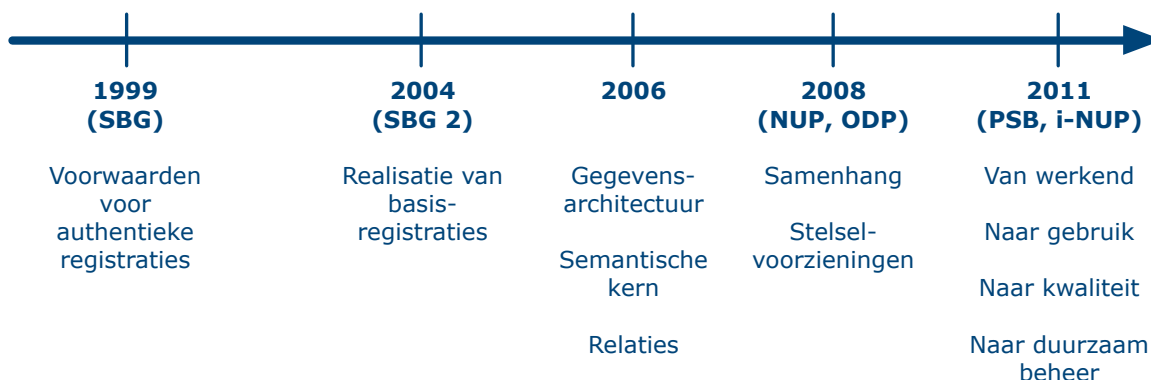 1999
(SBG)
Voorwaarden
voor
authentieke
registraties
2004
(SBG 2)
Realisatie van
basis-
registraties
2006
Gegevens-
architectuur
Semantische
kern
Relaties
2008
(NUP, ODP)
Samenhang
Stelsel-
voorzieningen
2011
(PSB, i-NUP)
Van werkend
Naar gebruik
Naar kwaliteit
Naar duurzaam
beheer